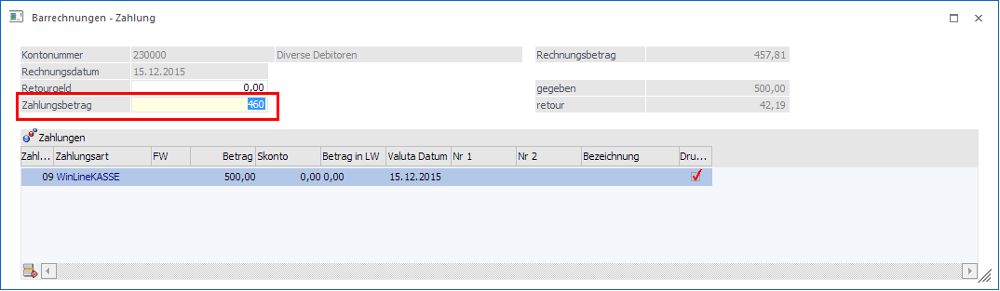 Barrechnungen - Zahlung
Kontonummer 230000 Diverse Debitoren Rechnungsbetrag 457,81
Rechnungsdatum 15.12.2015
Retourgeld 0,00 gegeben 500,00
Zahlungsbetrag 460 retour 42,19
Zahlungen
Zahl... Zahlungsart FW Betrag Skonto Betrag in LW Valuta Datum Nr 1 Nr 2 Bezeichnung Dru...
09 WinLineKASSE 500,00 0,00 0,00 15.12.2015